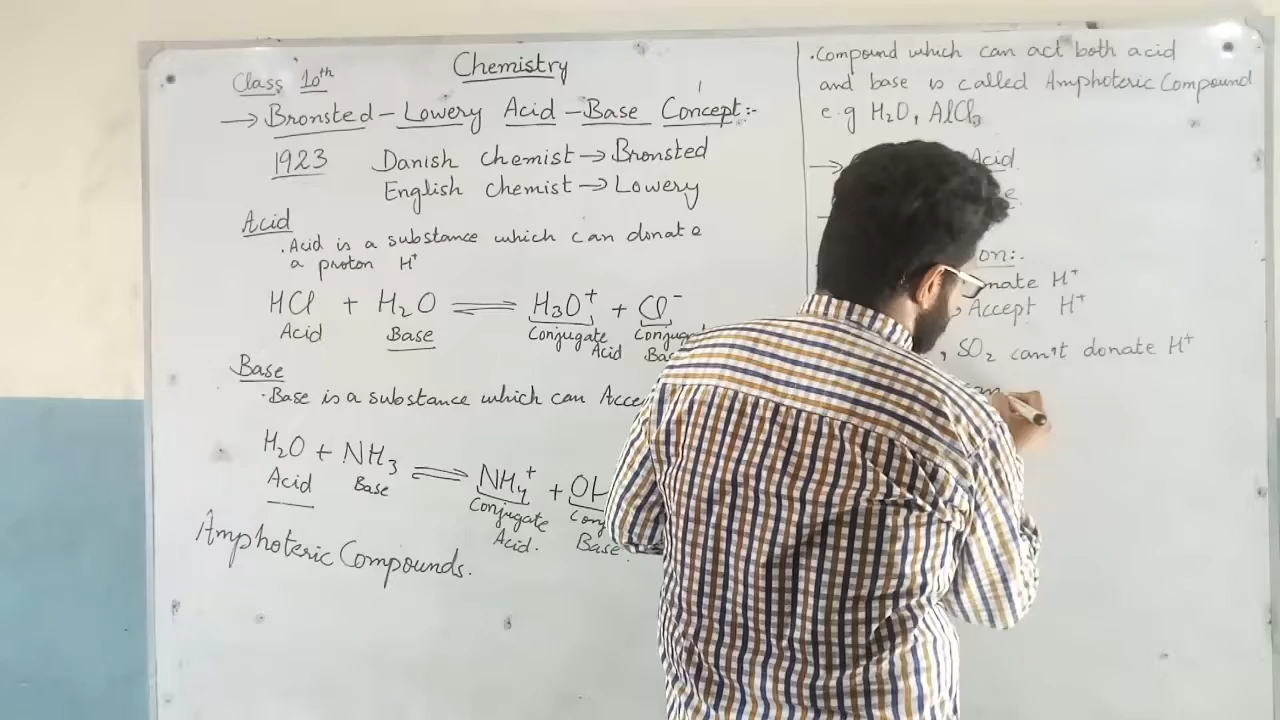 Chemistry
Class 10th
→ Bronsted - Lowery Acid - Base Concept:-
1923 Danish chemist → Bronsted
English chemist → Lowery
Acid
. Acid is a substance which can donate
a proton H⁺
HCl + H₂O ⇌ H₃O⁺ + Cl⁻
Acid Base Conjugate Acid
Base
. Base is a substance which can
H₂O + NH₃ ⇌ NH₄⁺ +
Acid Base Conjugate Acid. Base
Amphoteric Compounds.
. Compound which can act both acid
and base is called Amphoteric Compound
e.g H₂O, AlCl₃
→ Acid
on:.
H⁺
, Accept H⁺
, SO₂ can't donate H⁺